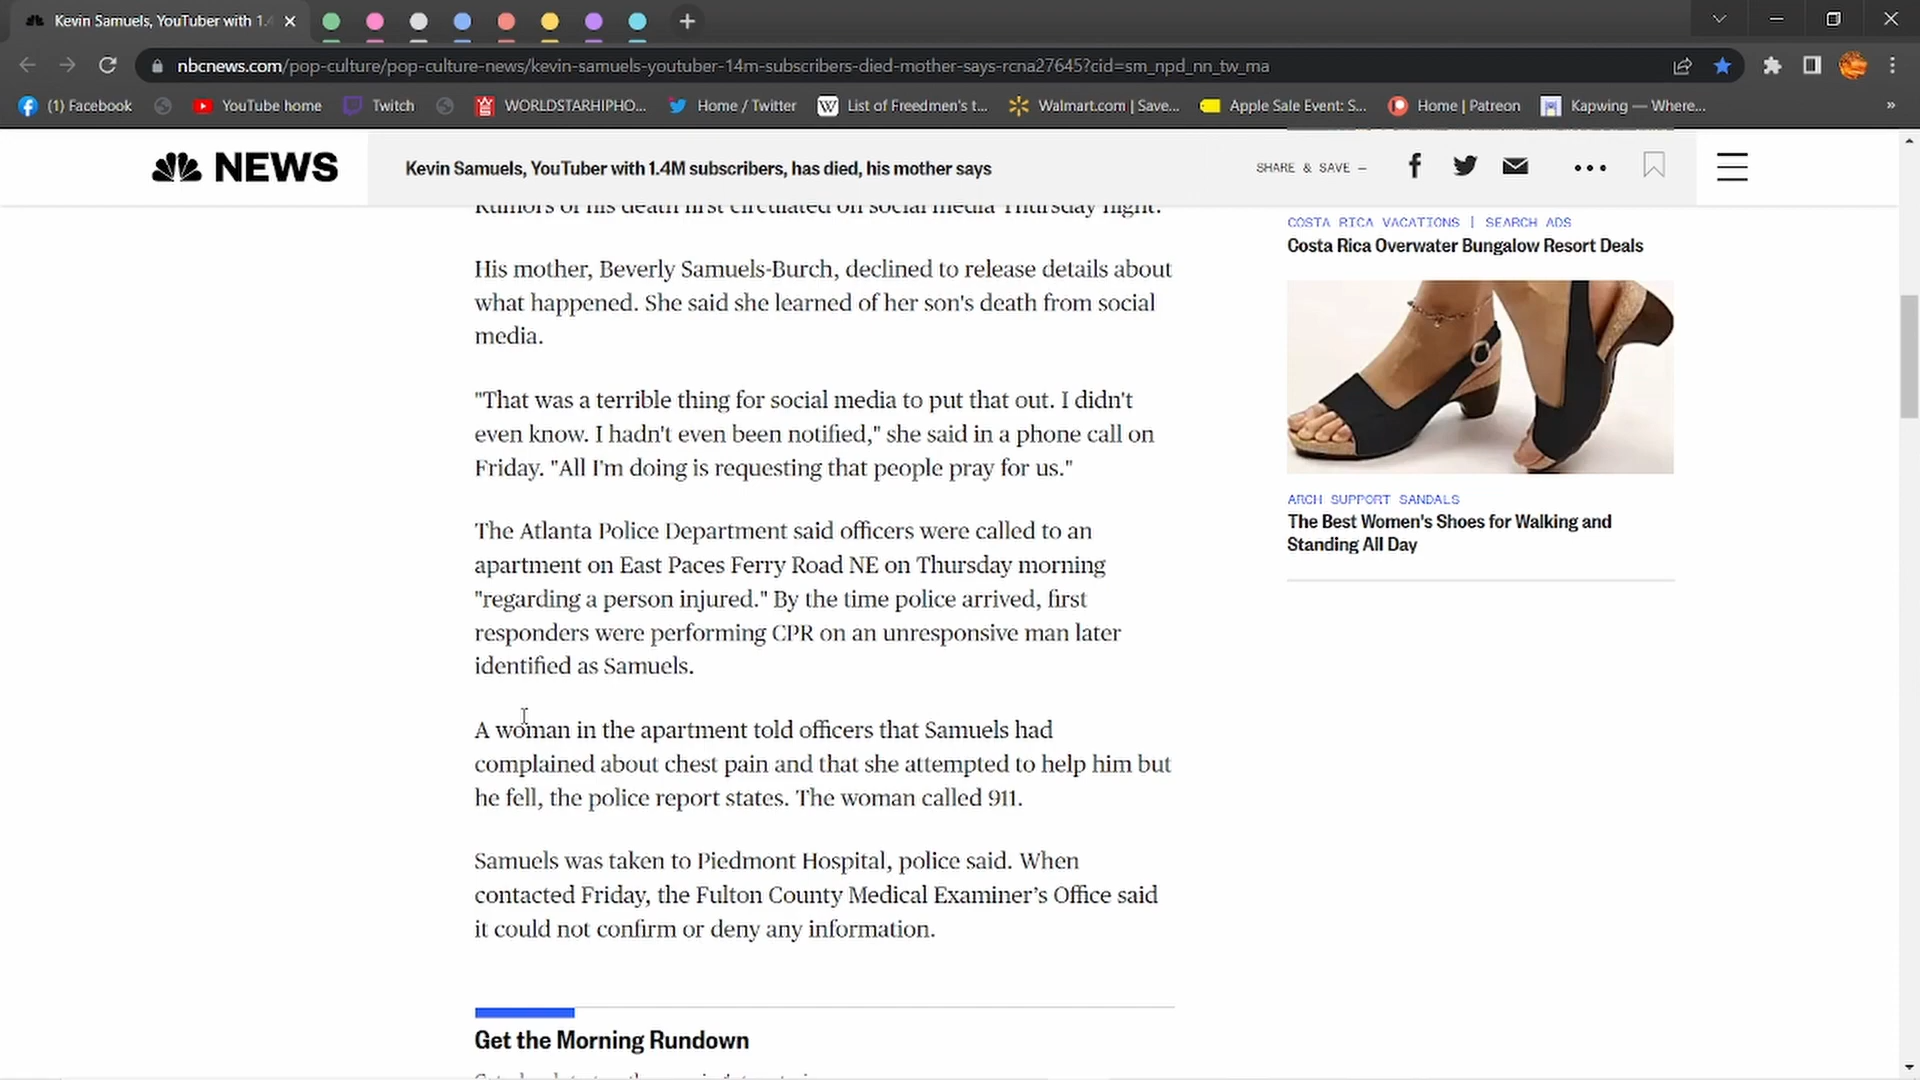 Kevin Samuels, YouTuber with 1.4
nbcnews.com/pop-culture/pop-culture-news/kevin-samuels-youtuber-14m-subscribers-died-mother-says-rcna27645?cid=sm_npd_nn_tw_ma
(1) Facebook YouTube home Twitch WORLDSTARHIPHO... Home / Twitter List of Freedmen's t... Walmart.com | Save... Apple Sale Event: S... Home | Patreon Kapwing — Where... »
NEWS Kevin Samuels, YouTuber with 1.4M subscribers, has died, his mother says SHARE & SAVE —
Rumors of his death first circulated on social media Thursday night.
His mother, Beverly Samuels-Burch, declined to release details about
what happened. She said she learned of her son's death from social
media.
"That was a terrible thing for social media to put that out. I didn't
even know. I hadn't even been notified," she said in a phone call on
Friday. "All I'm doing is requesting that people pray for us."
The Atlanta Police Department said officers were called to an
apartment on East Paces Ferry Road NE on Thursday morning
"regarding a person injured." By the time police arrived, first
responders were performing CPR on an unresponsive man later
identified as Samuels.
A woman in the apartment told officers that Samuels had
complained about chest pain and that she attempted to help him but
he fell, the police report states. The woman called 911.
Samuels was taken to Piedmont Hospital, police said. When
contacted Friday, the Fulton County Medical Examiner’s Office said
it could not confirm or deny any information.
Get the Morning Rundown
COSTA RICA VACATIONS | SEARCH ADS
Costa Rica Overwater Bungalow Resort Deals
ARCH SUPPORT SANDALS
The Best Women's Shoes for Walking and
Standing All Day